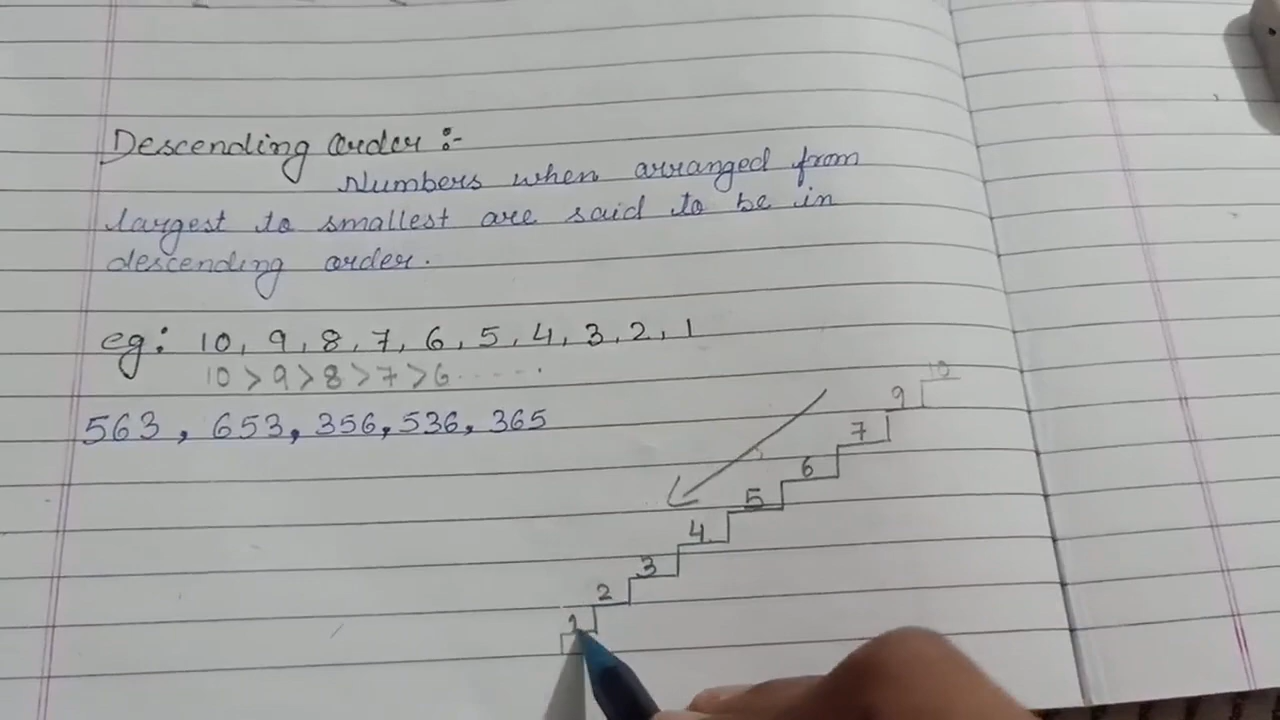 Descending order :-
Numbers when arranged from
largest to smallest are said to be in
descending order.
eg: 10, 9, 8, 7, 6, 5, 4, 3, 2, 1
10 > 9 > 8 > 7 > 6 ......
563, 653, 356, 536, 365
10
9
7
6
5
4
3
2
1